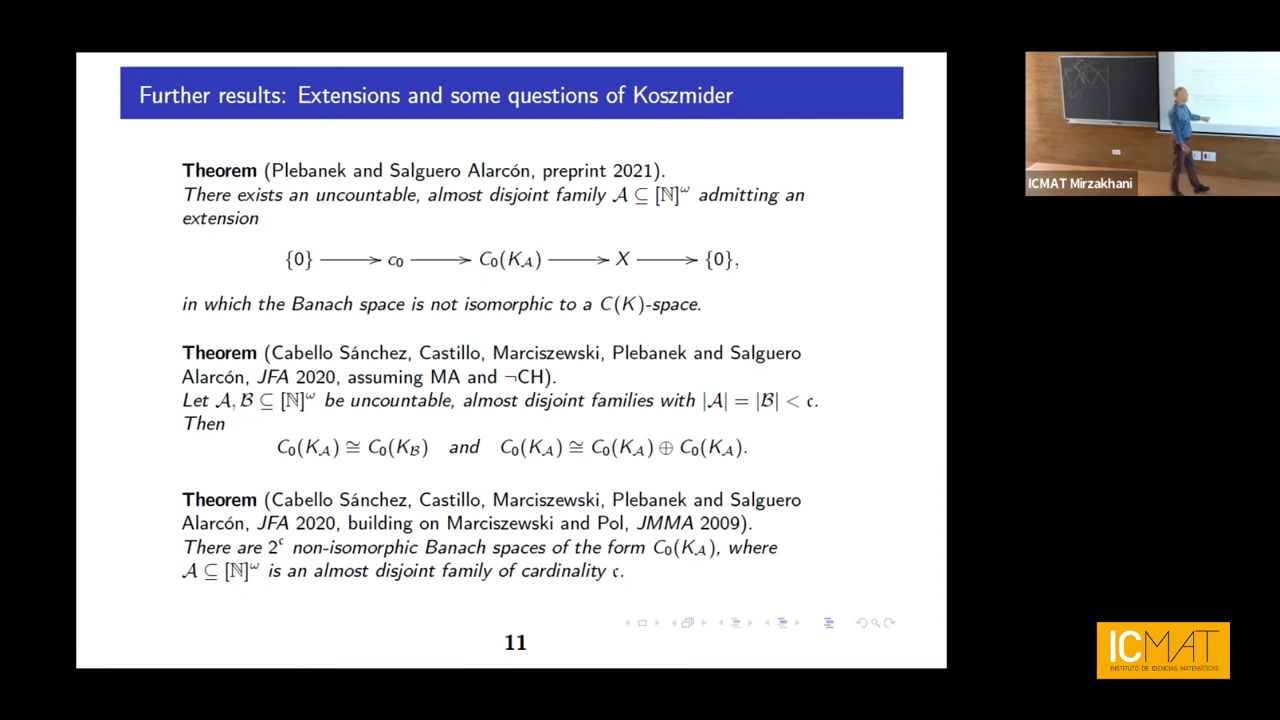 Further results: Extensions and some questions of Koszmider
Theorem (Plebanek and Salguero Alarcón, preprint 2021).
There exists an uncountable, almost disjoint family 𝒜 ⊆ [ℕ]^ω admitting an
extension
{0} ⟶ c₀ ⟶ C₀(K_𝒜) ⟶ X ⟶ {0},
in which the Banach space is not isomorphic to a C(K)-space.
Theorem (Cabello Sánchez, Castillo, Marciszewski, Plebanek and Salguero
Alarcón, JFA 2020, assuming MA and ¬CH).
Let 𝒜, ℬ ⊆ [ℕ]^ω be uncountable, almost disjoint families with |𝒜| = |ℬ| < 𝔠.
Then
C₀(K_𝒜) ≅ C₀(K_ℬ) and C₀(K_𝒜) ≅ C₀(K_𝒜) ⊕ C₀(K_𝒜).
Theorem (Cabello Sánchez, Castillo, Marciszewski, Plebanek and Salguero
Alarcón, JFA 2020, building on Marciszewski and Pol, JMMA 2009).
There are 2^𝔠 non-isomorphic Banach spaces of the form C₀(K_𝒜), where
𝒜 ⊆ [ℕ]^ω is an almost disjoint family of cardinality 𝔠.
11
ICMAT Mirzakhani
ICMAT
INSTITUTO DE CIENCIAS MATEMÁTICAS